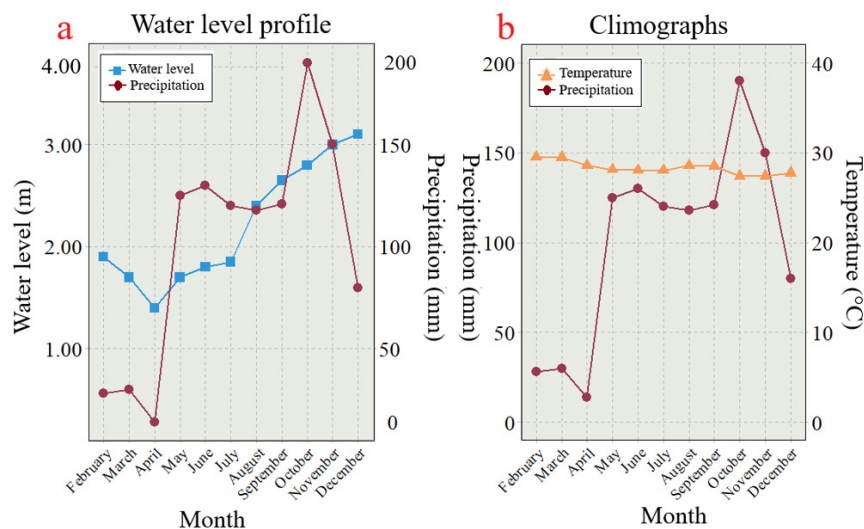 a
Water level profile
Water level
Precipitation
4.00
3.00
2.00
1.00
Water level (m)
200
150
100
50
0
Precipitation (mm)
February
March
April
May
June
July
August
September
October
November
December
Month
b
Climographs
Temperature
Precipitation
200
150
100
50
0
Precipitation (mm)
40
30
20
10
0
Temperature (°C)
February
March
April
May
June
July
August
September
October
November
December
Month